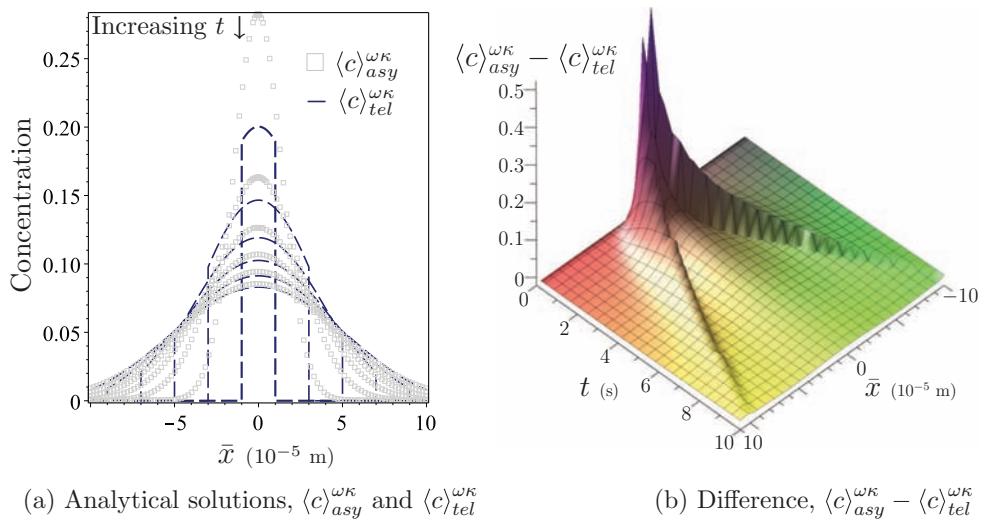 Increasing t ↓
⟨c⟩^{ωκ}_{asy}
⟨c⟩^{ωκ}_{tel}
Concentration
0.25
0.20
0.15
0.10
0.05
0
−5 0 5 10
x̄ (10⁻⁵ m)
(a) Analytical solutions, ⟨c⟩^{ωκ}_{asy} and ⟨c⟩^{ωκ}_{tel}
⟨c⟩^{ωκ}_{asy} − ⟨c⟩^{ωκ}_{tel}
0.5
0.4
0.3
0.2
0.1
0
0
2
4
6
8
10
t (s)
10
0
−10
x̄ (10⁻⁵ m)
(b) Difference, ⟨c⟩^{ωκ}_{asy} − ⟨c⟩^{ωκ}_{tel}